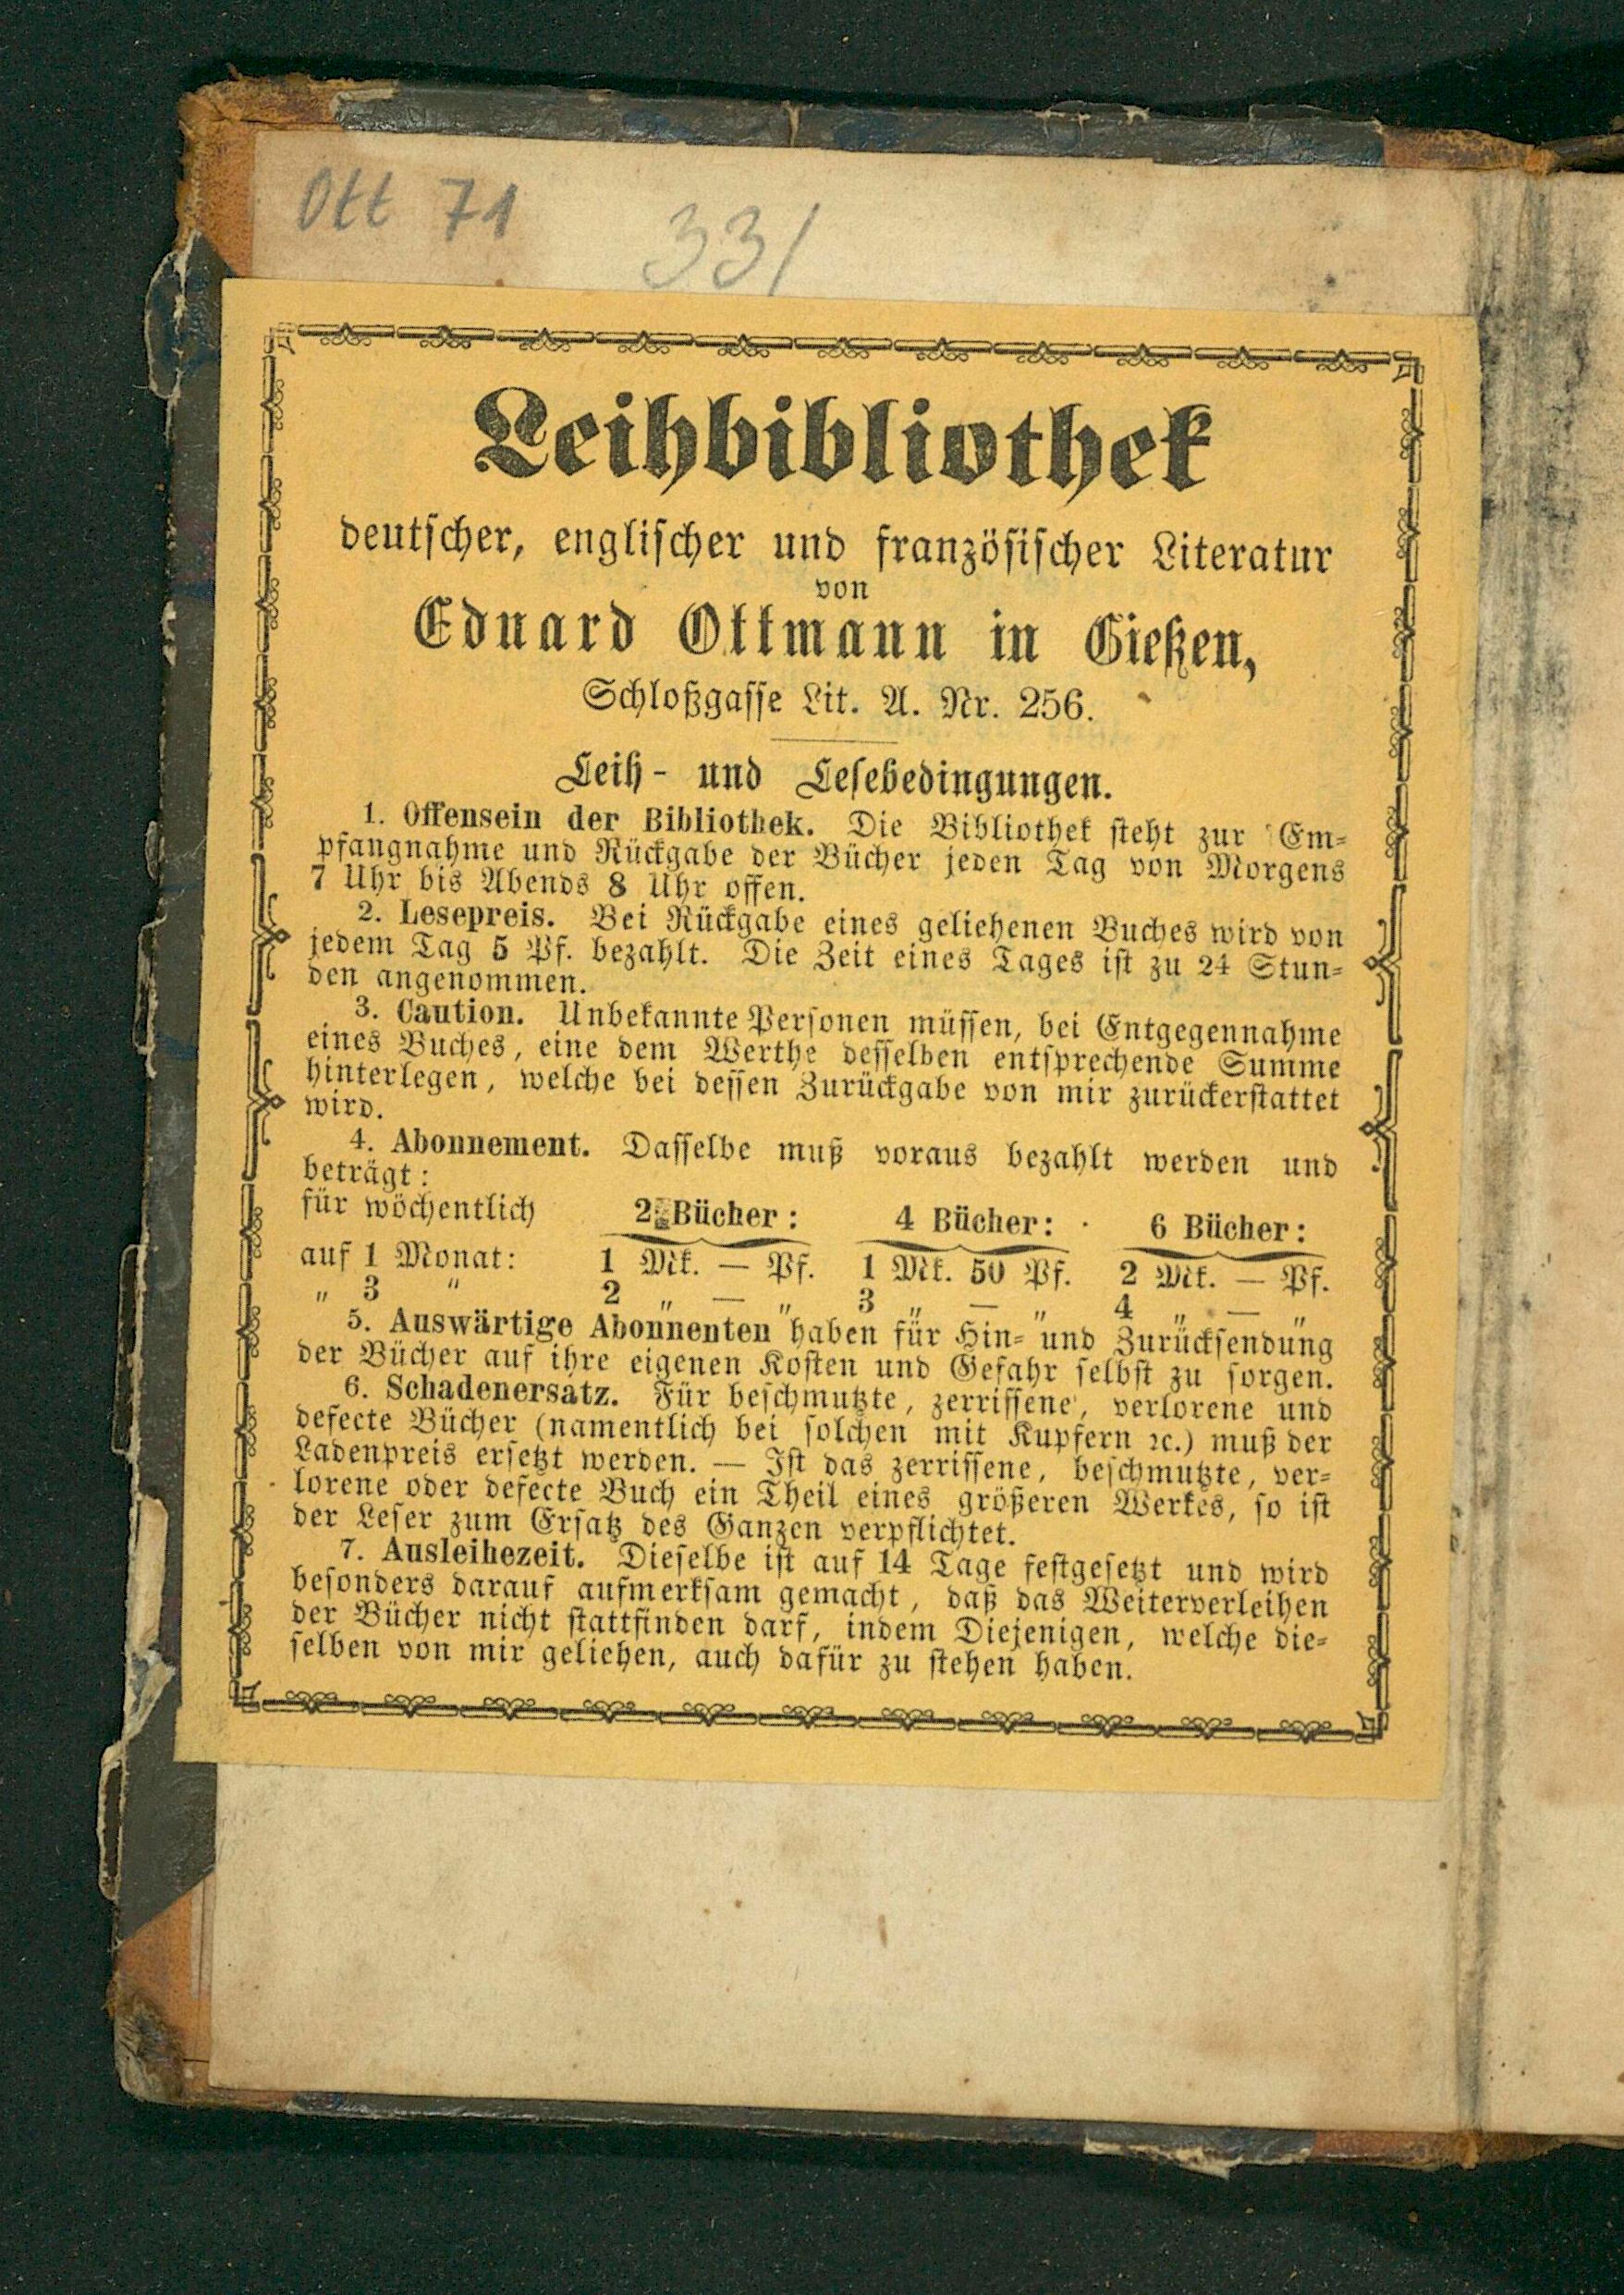 Ott 71
331
Leihbibliothek
deutscher, englischer und französischer Literatur
von
Eduard Ottmann in Gießen,
Schloßgasse Lit. A. Nr. 256.
Leih- und Lesebedingungen.
1. Offensein der Bibliothek. Die Bibliothek steht zur Em-
pfangnahme und Rückgabe der Bücher jeden Tag von Morgens
7 Uhr bis Abends 8 Uhr offen.
2. Lesepreis. Bei Rückgabe eines geliehenen Buches wird von
jedem Tag 5 Pf. bezahlt. Die Zeit eines Tages ist zu 24 Stun-
den angenommen.
3. Caution. Unbekannte Personen müssen, bei Entgegennahme
eines Buches, eine dem Werthe desselben entsprechende Summe
hinterlegen, welche bei dessen Zurückgabe von mir zurückerstattet
wird.
4. Abonnement. Dasselbe muß voraus bezahlt werden und
beträgt:
für wöchentlich 2 Bücher: 4 Bücher: 6 Bücher:
auf 1 Monat: 1 Mk. — Pf. 1 Mk. 50 Pf. 2 Mk. — Pf.
" 3 " 2 " — " 3 " — " 4 " — "
5. Auswärtige Abonnenten haben für Hin- und Zurücksendung
der Bücher auf ihre eigenen Kosten und Gefahr selbst zu sorgen.
6. Schadenersatz. Für beschmutzte, zerrissene, verlorene und
defecte Bücher (namentlich bei solchen mit Kupfern ꝛc.) muß der
Ladenpreis ersetzt werden. — Ist das zerrissene, beschmutzte, ver-
lorene oder defecte Buch ein Theil eines größeren Werkes, so ist
der Leser zum Ersatz des Ganzen verpflichtet.
7. Ausleihezeit. Dieselbe ist auf 14 Tage festgesetzt und wird
besonders darauf aufmerksam gemacht, daß das Weiterverleihen
der Bücher nicht stattfinden darf, indem Diejenigen, welche die-
selben von mir geliehen, auch dafür zu stehen haben.